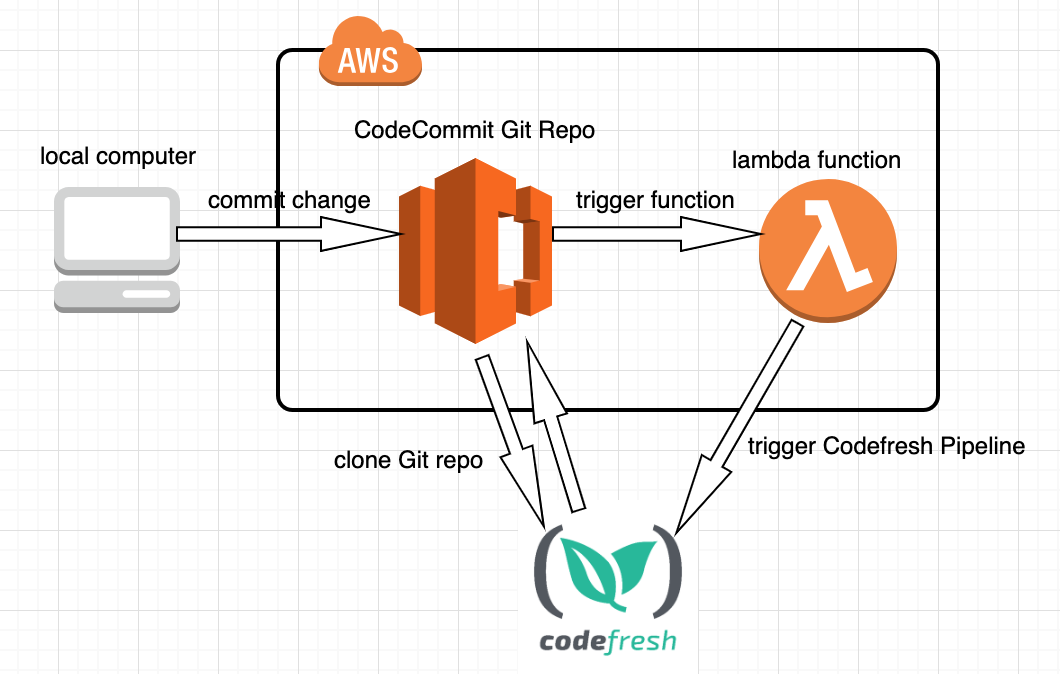 AWS
CodeCommit Git Repo
local computer
lambda function
commit change
trigger function
trigger Codefresh Pipeline
clone Git repo
codefresh